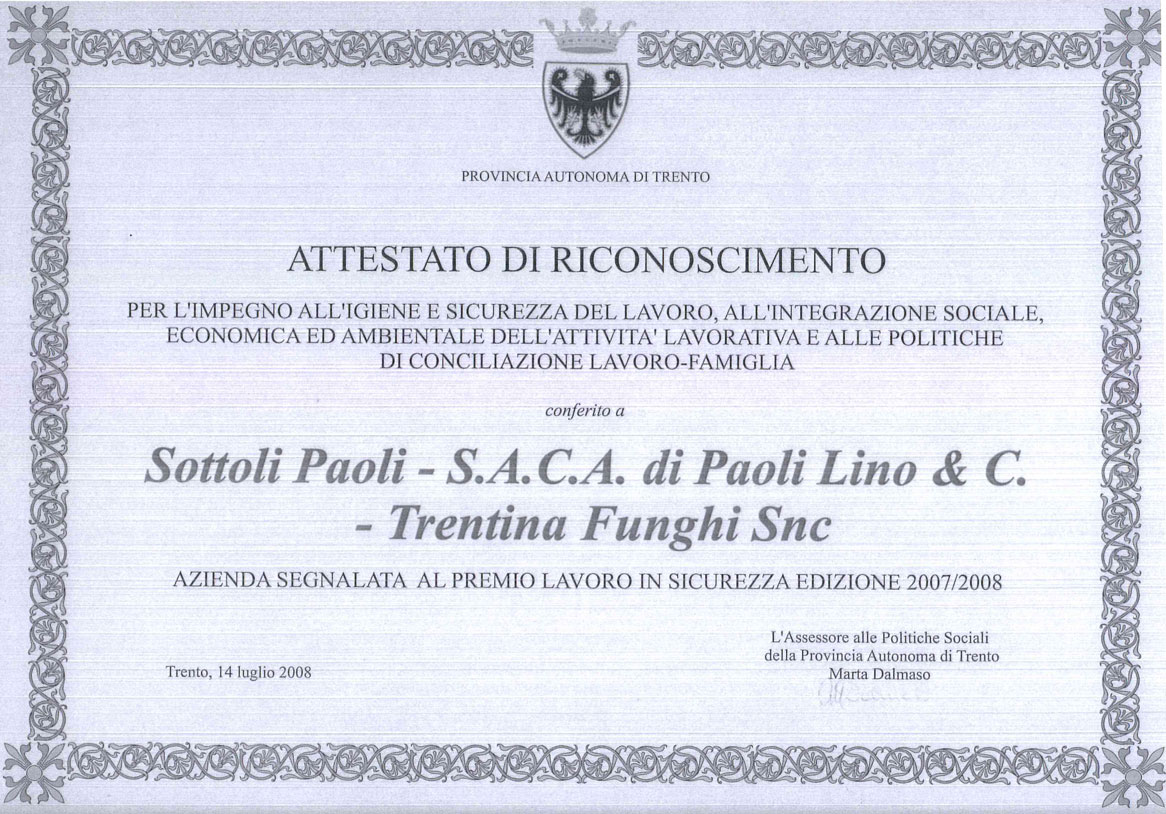 PROVINCIA AUTONOMA DI TRENTO
ATTESTATO DI RICONOSCIMENTO
PER L'IMPEGNO ALL'IGIENE E SICUREZZA DEL LAVORO, ALL'INTEGRAZIONE SOCIALE,
ECONOMICA ED AMBIENTALE DELL'ATTIVITA' LAVORATIVA E ALLE POLITICHE
DI CONCILIAZIONE LAVORO-FAMIGLIA
conferito a
Sottoli Paoli - S.A.C.A. di Paoli Lino & C.
- Trentina Funghi Snc
AZIENDA SEGNALATA AL PREMIO LAVORO IN SICUREZZA EDIZIONE 2007/2008
L'Assessore alle Politiche Sociali
della Provincia Autonoma di Trento
Marta Dalmaso
Trento, 14 luglio 2008